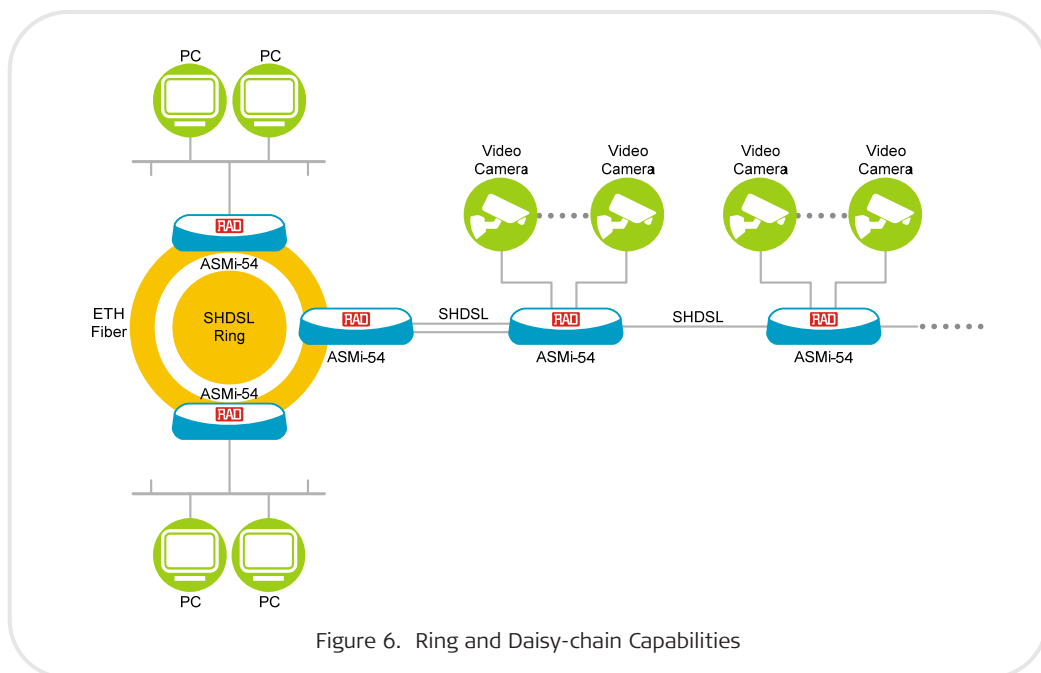 PC
PC
RAD
ASMi-54
ETH
Fiber
SHDSL
Ring
ASMi-54
RAD
PC
PC
RAD
ASMi-54
SHDSL
Video
Camera
Video
Camera
RAD
ASMi-54
SHDSL
Video
Camera
Video
Camera
RAD
ASMi-54
Figure 6. Ring and Daisy-chain Capabilities